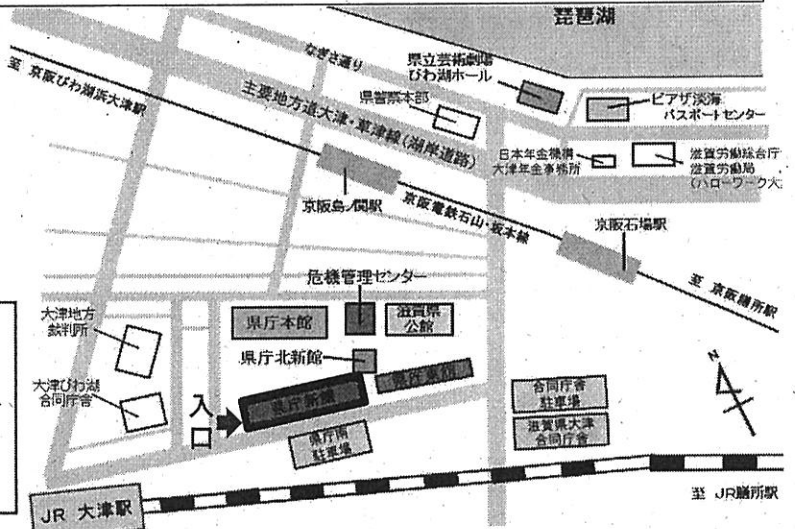 琵琶湖
なぎさ通り
県立芸術劇場
びわ湖ホール
至 京阪びわ湖浜大津駅
県警察本部
ピアザ淡海
パスポートセンター
主要地方道大津・草津線(湖岸道路)
日本年金機構
大津年金事務所
滋賀労働総合庁
滋賀労働局
(ハローワーク大
京阪島ノ関駅
京阪電鉄石山・坂本線
京阪石場駅
至 京阪膳所駅
危機管理センター
大津地方
裁判所
県庁本館
滋賀県
公館
県庁北新館
大津びわ湖
合同庁舎
入口
県庁新館
県庁東館
合同庁舎
駐車場
県庁前
駐車場
滋賀県大津
合同庁舎
N
JR 大津駅
至 JR膳所駅